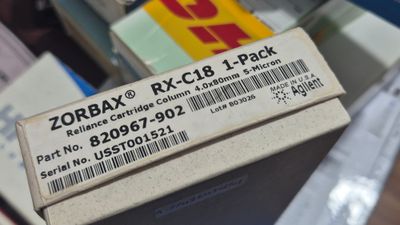 ZORBAX® RX-C18 1-Pack
Reliance Cartridge Column 4.0x80mm 5-Micron
Part No. 820967-902
Serial No. USST001521
Lot# B03026
MADE IN U.S.A
Agilent